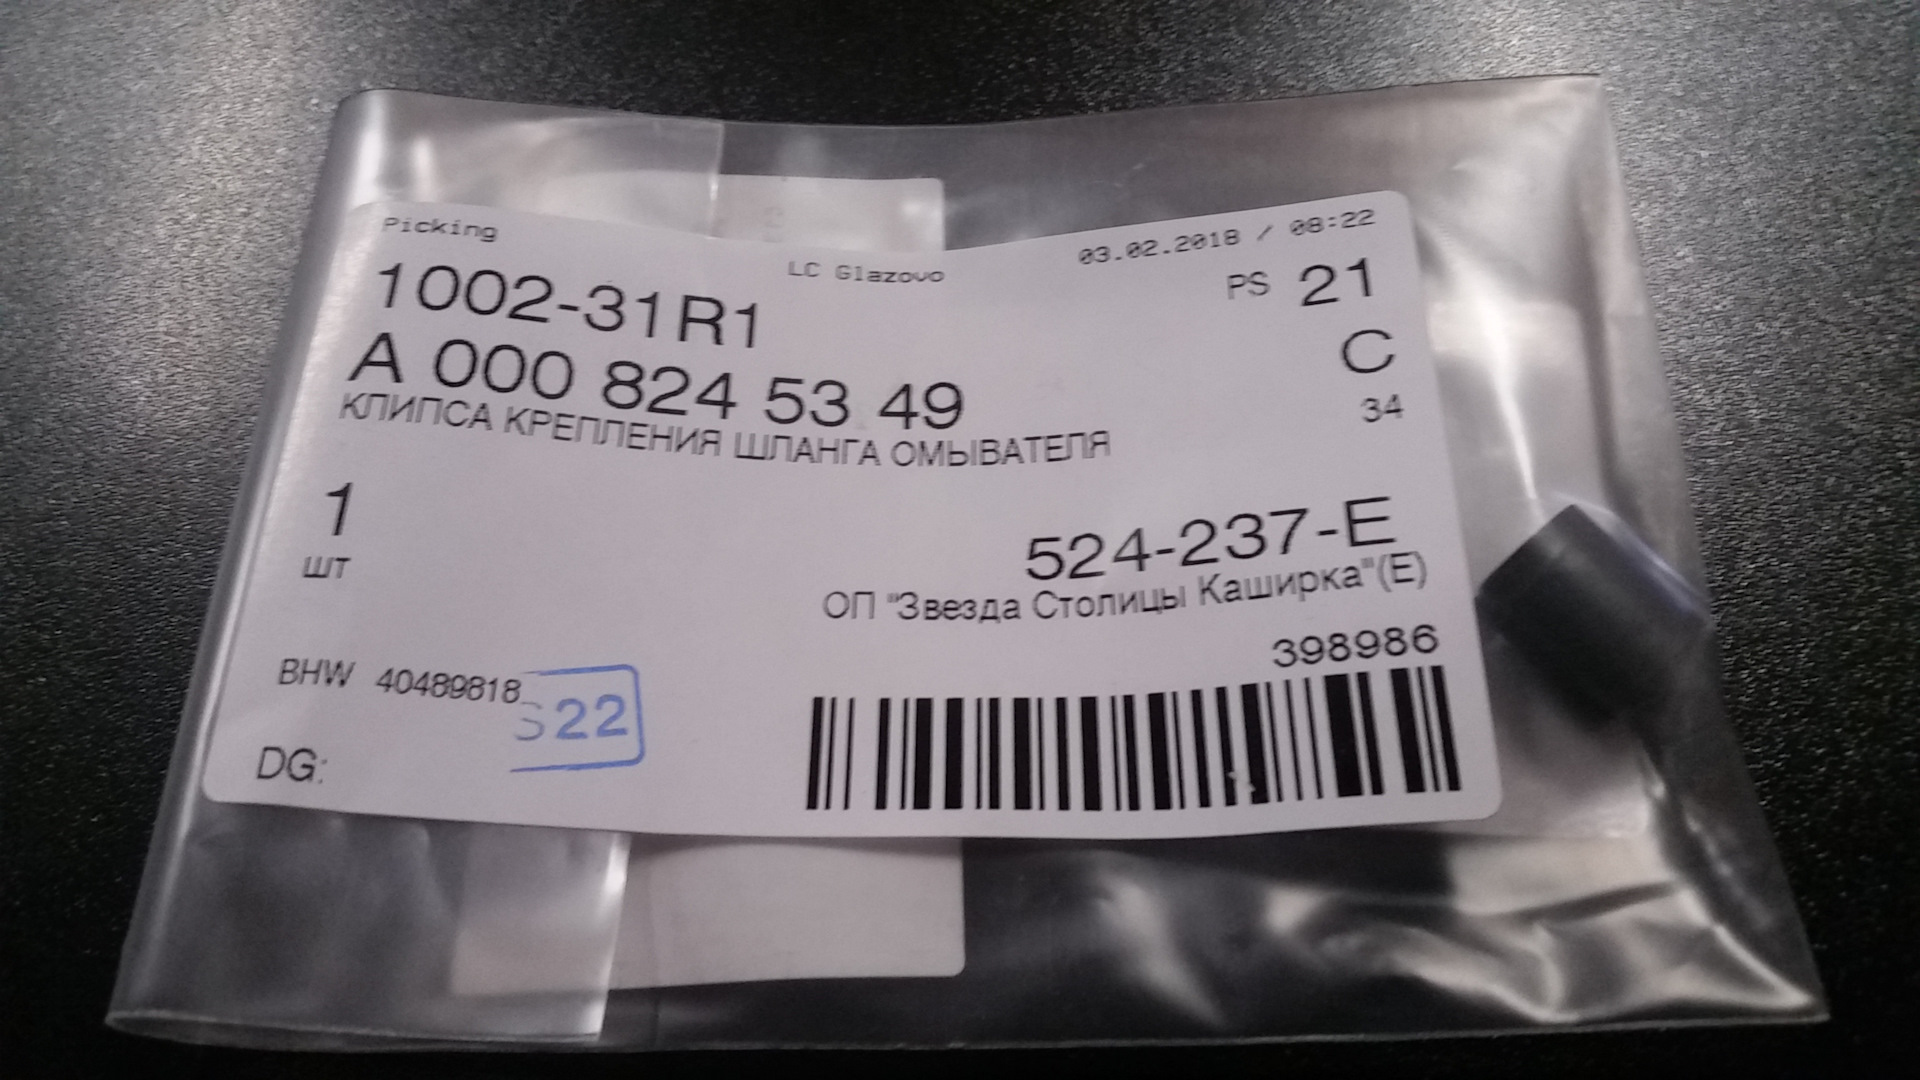 Picking
LC Glazovo
03.02.2018 / 08:22
1002-31R1
PS 21
A 000 824 53 49
C
КЛИПСА КРЕПЛЕНИЯ ШЛАНГА ОМЫВАТЕЛЯ
34
1
шт
524-237-E
ОП "Звезда Столицы Каширка"(E)
398986
BHW 40489818
S22
DG: